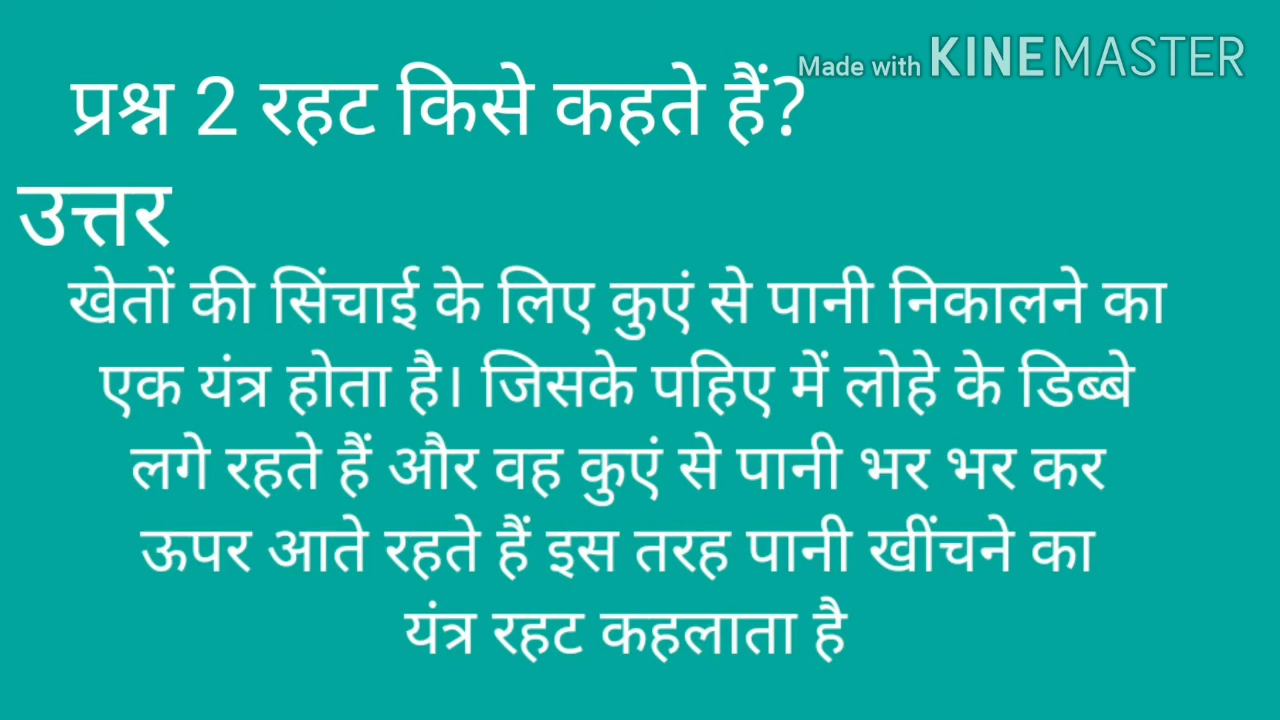 Made with KINEMASTER
प्रश्न 2 रहट किसे कहते हैं?
उत्तर
खेतों की सिंचाई के लिए कुएं से पानी निकालने का
एक यंत्र होता है। जिसके पहिए में लोहे के डिब्बे
लगे रहते हैं और वह कुएं से पानी भर भर कर
ऊपर आते रहते हैं इस तरह पानी खींचने का
यंत्र रहट कहलाता है